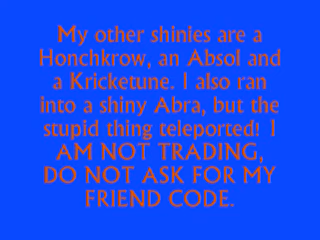 My other shinies are a
Honchkrow, an Absol and
a Kricketune. I also ran
into a shiny Abra, but the
stupid thing teleported! I
AM NOT TRADING,
DO NOT ASK FOR MY
FRIEND CODE.